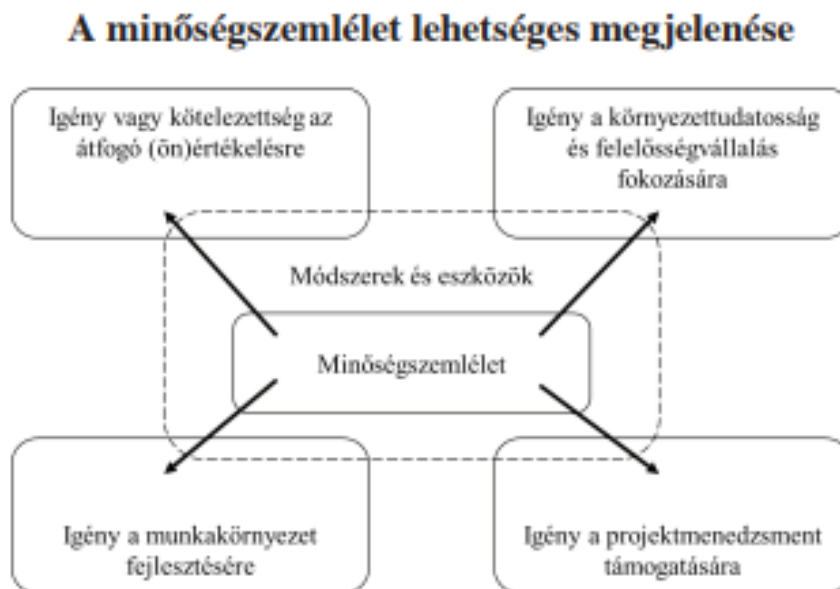 A minőségszemlélet lehetséges megjelenése
Igény vagy kötelezettség az
átfogó (ön)értékelésre
Igény a környezettudatosság
és felelősségvállalás
fokozására
Módszerek és eszközök
Minőségszemlélet
Igény a munkakörnyezet
fejlesztésére
Igény a projektmenedzsment
támogatására